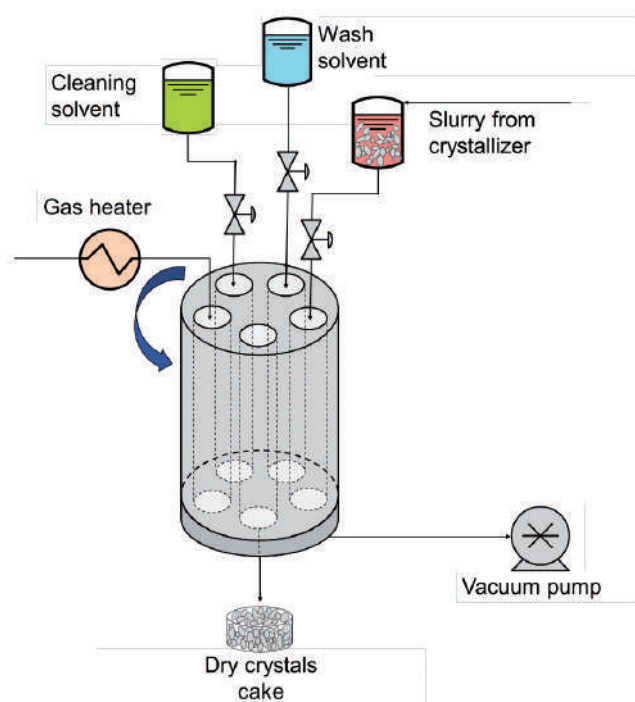 Wash
solvent
Cleaning
solvent
Slurry from
crystallizer
Gas heater
Vacuum pump
Dry crystals
cake